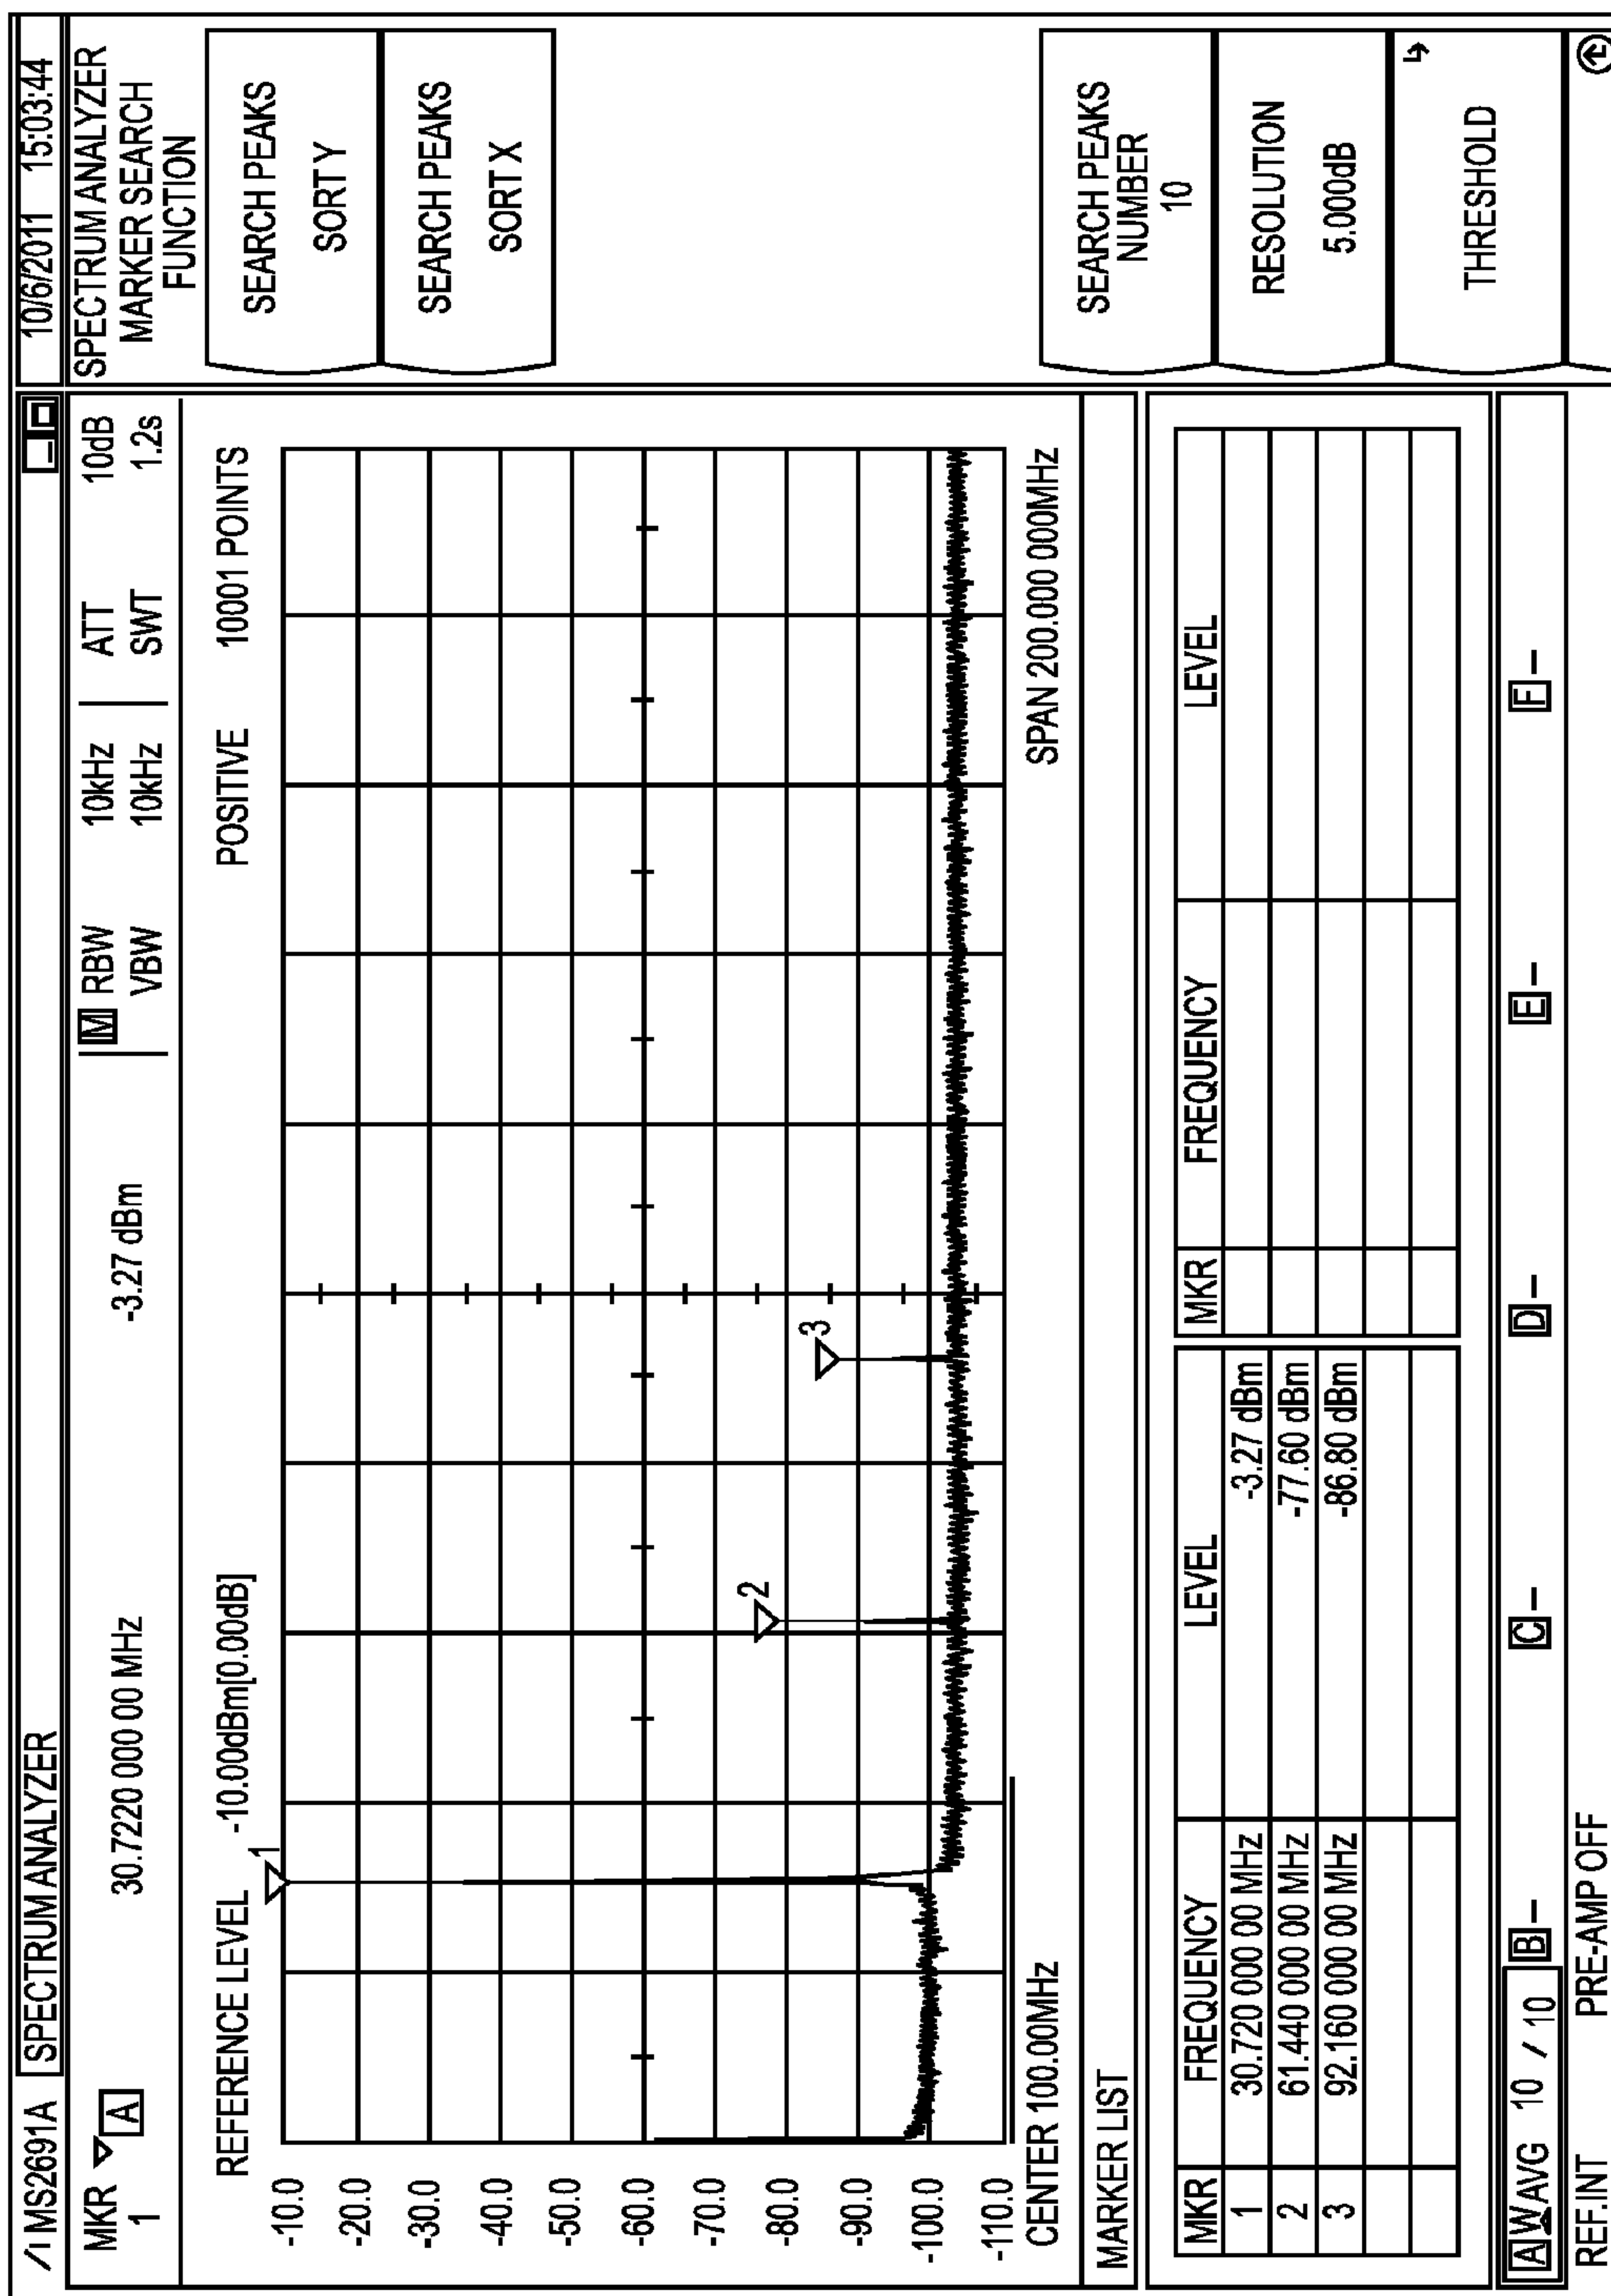 /i MS2691A SPECTRUM ANALYZER
10/6/2011 15:03:44
MKR A
1
30.7220 000 00 MHz
-3.27 dBm
M RBW 10kHz ATT 10dB
VBW 10kHz SWT 1.2s
REFERENCE LEVEL -10.00dBm[0.00dB]
POSITIVE 10001 POINTS
-10.0
-20.0
-30.0
-40.0
-50.0
-60.0
-70.0
-80.0
-90.0
-100.0
-110.0
1
2
3
CENTER 100.00MHz
SPAN 200.000 000MHz
MARKER LIST
MKR FREQUENCY LEVEL MKR FREQUENCY LEVEL
1 30.720 000 00 MHz -3.27 dBm
2 61.440 000 00 MHz -77.60 dBm
3 92.160 000 00 MHz -86.80 dBm
A W AVG 10 / 10 B - C - D - E - F -
REF.INT PRE-AMP OFF
SPECTRUM ANALYZER
MARKER SEARCH
FUNCTION
SEARCH PEAKS
SORT Y
SEARCH PEAKS
SORT X
SEARCH PEAKS
NUMBER
10
RESOLUTION
5.000dB
THRESHOLD